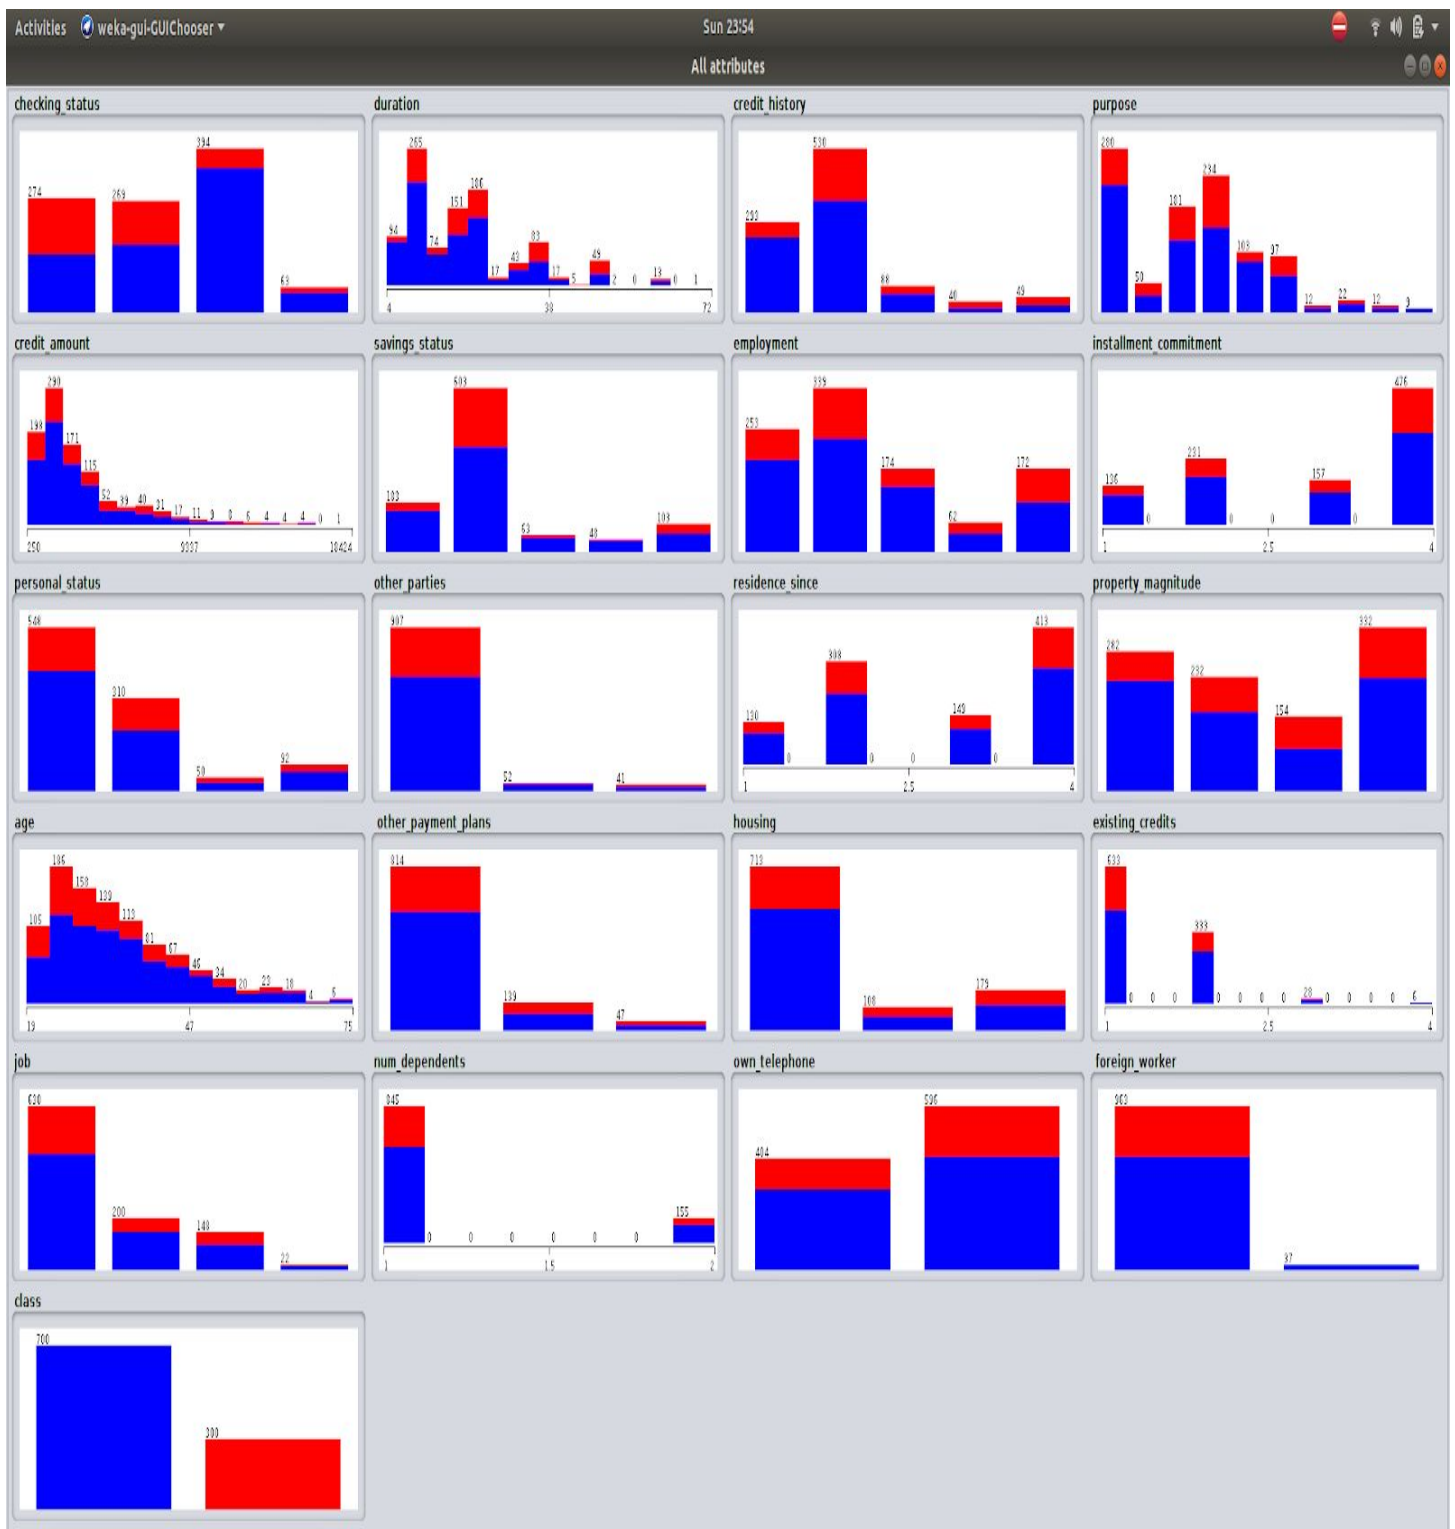 Activities weka-gui-GUIChooser Sun 23:54
All attributes
checking_status duration credit_history purpose
274 269 394 63
94 265 74 151 186 17 43 83 17 5 49 2 0 13 0 1
4 38 72
293 530 88 40 49
280 50 181 234 103 97 12 22 12 9
credit_amount savings_status employment installment_commitment
198 290 171 115 52 39 40 31 17 11 9 8 6 4 4 4 0 1
250 9337 18424
183 603 63 48 103
253 339 174 62 172
136 0 231 0 0 157 0 476
1 2.5 4
personal_status other_parties residence_since property_magnitude
548 310 50 92
907 52 41
130 0 308 0 0 149 0 413
1 2.5 4
282 232 154 332
age other_payment_plans housing existing_credits
105 186 158 139 113 81 67 46 34 20 23 18 4 6
19 47 75
814 139 47
713 108 179
633 0 0 0 333 0 0 0 0 28 0 0 0 0 6
1 2.5 4
job num_dependents own_telephone foreign_worker
630 200 148 22
845 0 0 0 0 0 0 155
1 1.5 2
404 596
963 37
class
700 300